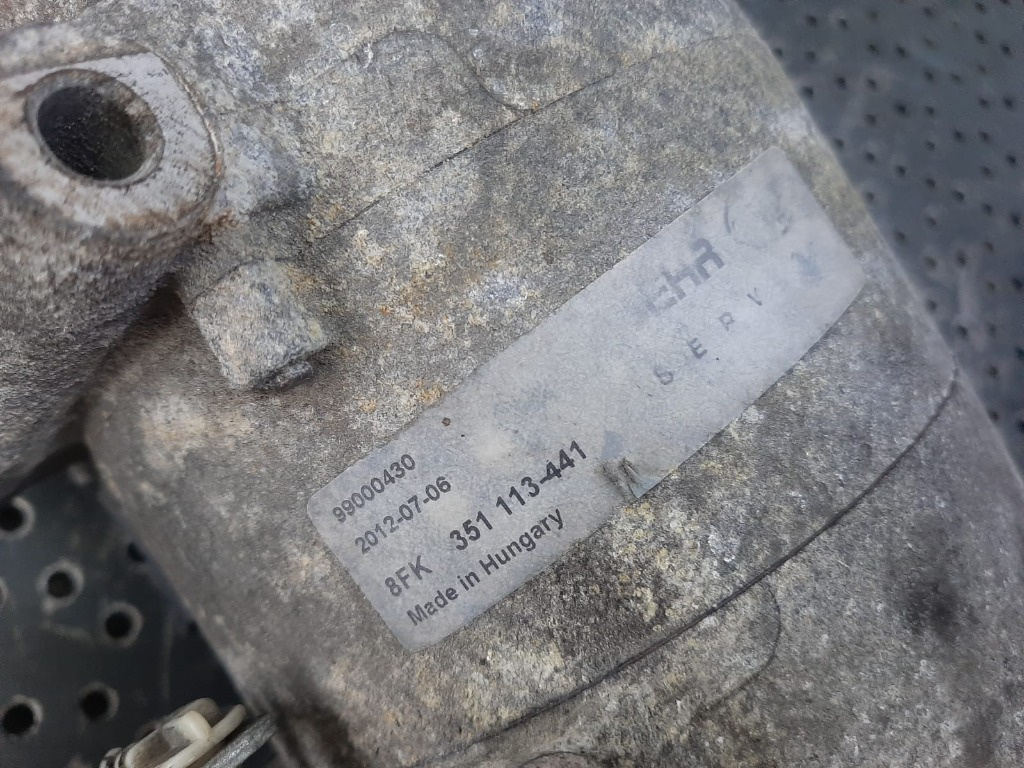 99000430
2012-07-06
8FK 351 113-441
Made in Hungary